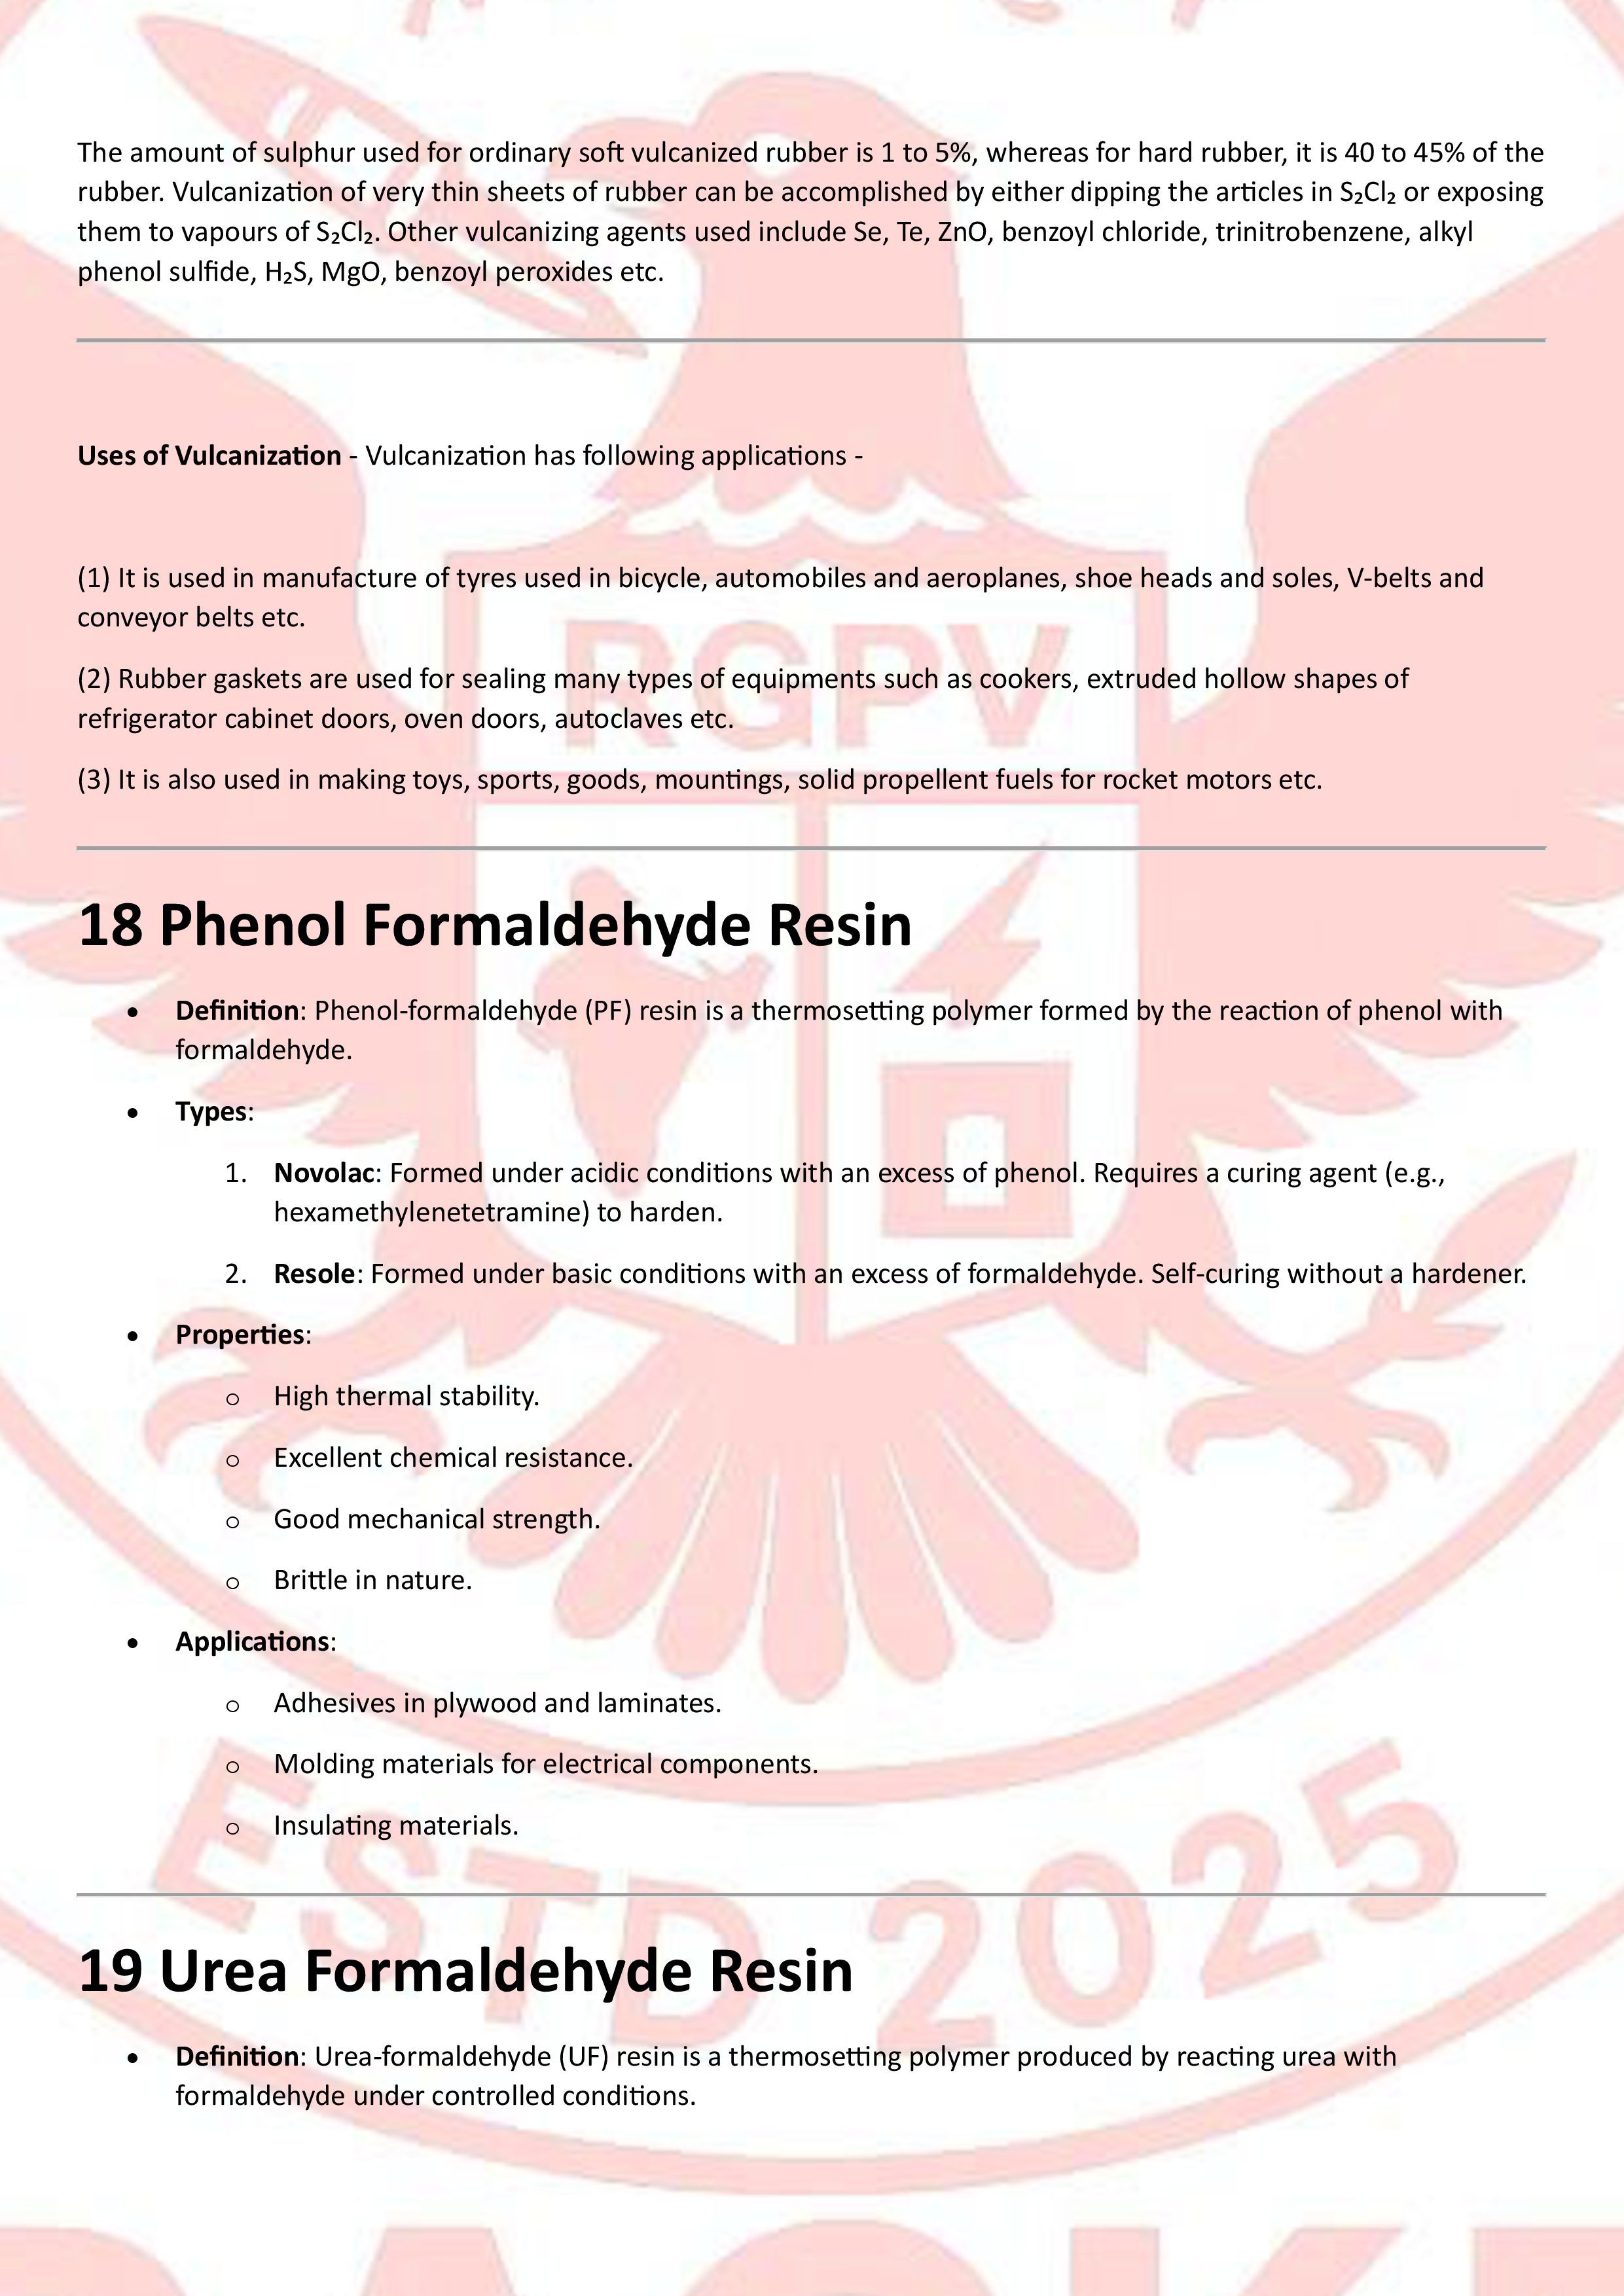 The amount of sulphur used for ordinary soft vulcanized rubber is 1 to 5%, whereas for hard rubber, it is 40 to 45% of the
rubber. Vulcanization of very thin sheets of rubber can be accomplished by either dipping the articles in S₂Cl₂ or exposing
them to vapours of S₂Cl₂. Other vulcanizing agents used include Se, Te, ZnO, benzoyl chloride, trinitrobenzene, alkyl
phenol sulfide, H₂S, MgO, benzoyl peroxides etc.
Uses of Vulcanization - Vulcanization has following applications -
(1) It is used in manufacture of tyres used in bicycle, automobiles and aeroplanes, shoe heads and soles, V-belts and
conveyor belts etc.
RGPV
(2) Rubber gaskets are used for sealing many types of equipments such as cookers, extruded hollow shapes of
refrigerator cabinet doors, oven doors, autoclaves etc.
(3) It is also used in making toys, sports, goods, mountings, solid propellent fuels for rocket motors etc.
18 Phenol Formaldehyde Resin
• Definition: Phenol-formaldehyde (PF) resin is a thermosetting polymer formed by the reaction of phenol with
formaldehyde.
• Types:
1. Novolac: Formed under acidic conditions with an excess of phenol. Requires a curing agent (e.g.,
hexamethylenetetramine) to harden.
2. Resole: Formed under basic conditions with an excess of formaldehyde. Self-curing without a hardener.
• Properties:
o High thermal stability.
o Excellent chemical resistance.
o Good mechanical strength.
o Brittle in nature.
• Applications:
o Adhesives in plywood and laminates.
o Molding materials for electrical components.
o Insulating materials.
ESTD 2025
19 Urea Formaldehyde Resin
• Definition: Urea-formaldehyde (UF) resin is a thermosetting polymer produced by reacting urea with
formaldehyde under controlled conditions.